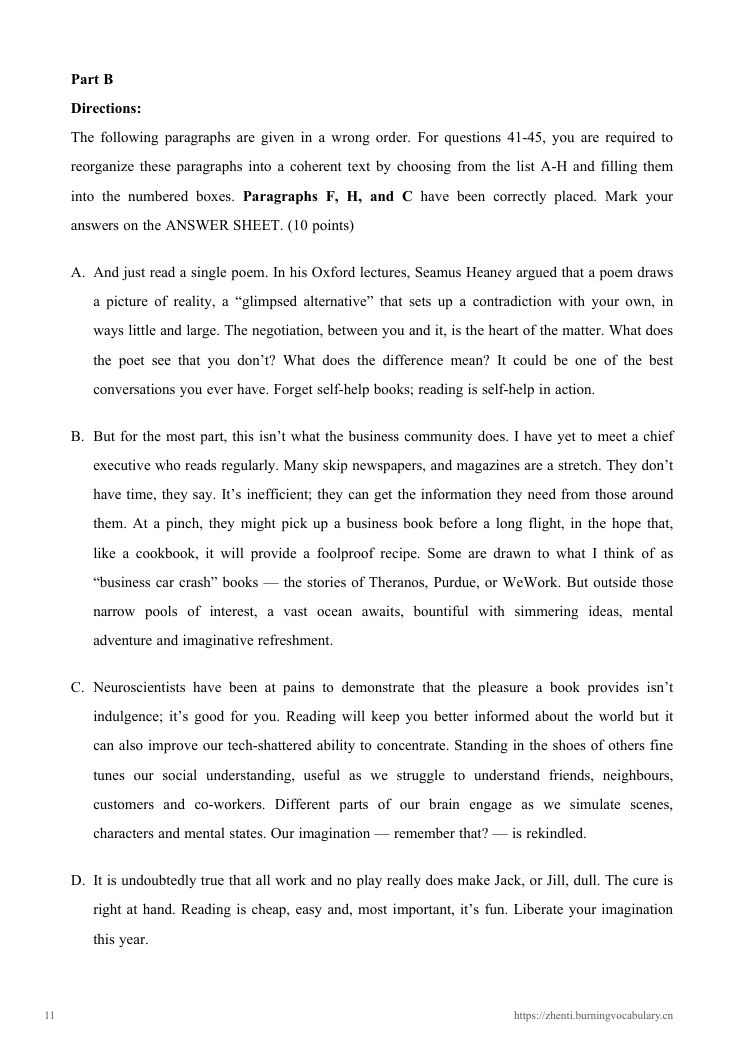 Part B
Directions:
The following paragraphs are given in a wrong order. For questions 41-45, you are required to
reorganize these paragraphs into a coherent text by choosing from the list A-H and filling them
into the numbered boxes. Paragraphs F, H, and C have been correctly placed. Mark your
answers on the ANSWER SHEET. (10 points)
A. And just read a single poem. In his Oxford lectures, Seamus Heaney argued that a poem draws
a picture of reality, a “glimpsed alternative” that sets up a contradiction with your own, in
ways little and large. The negotiation, between you and it, is the heart of the matter. What does
the poet see that you don’t? What does the difference mean? It could be one of the best
conversations you ever have. Forget self-help books; reading is self-help in action.
B. But for the most part, this isn’t what the business community does. I have yet to meet a chief
executive who reads regularly. Many skip newspapers, and magazines are a stretch. They don’t
have time, they say. It’s inefficient; they can get the information they need from those around
them. At a pinch, they might pick up a business book before a long flight, in the hope that,
like a cookbook, it will provide a foolproof recipe. Some are drawn to what I think of as
“business car crash” books — the stories of Theranos, Purdue, or WeWork. But outside those
narrow pools of interest, a vast ocean awaits, bountiful with simmering ideas, mental
adventure and imaginative refreshment.
C. Neuroscientists have been at pains to demonstrate that the pleasure a book provides isn’t
indulgence; it’s good for you. Reading will keep you better informed about the world but it
can also improve our tech-shattered ability to concentrate. Standing in the shoes of others fine
tunes our social understanding, useful as we struggle to understand friends, neighbours,
customers and co-workers. Different parts of our brain engage as we simulate scenes,
characters and mental states. Our imagination — remember that? — is rekindled.
D. It is undoubtedly true that all work and no play really does make Jack, or Jill, dull. The cure is
right at hand. Reading is cheap, easy and, most important, it’s fun. Liberate your imagination
this year.
11
https://zhenti.burningvocabulary.cn